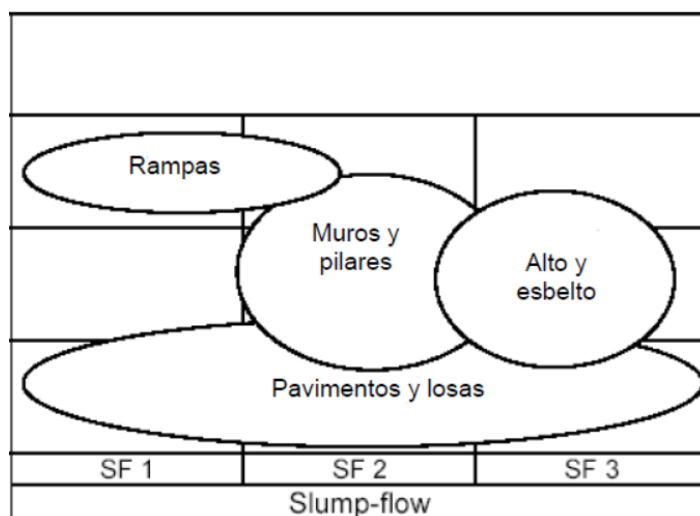 Rampas
Muros y
pilares
Alto y
esbelto
Pavimentos y losas
SF 1
SF 2
SF 3
Slump-flow